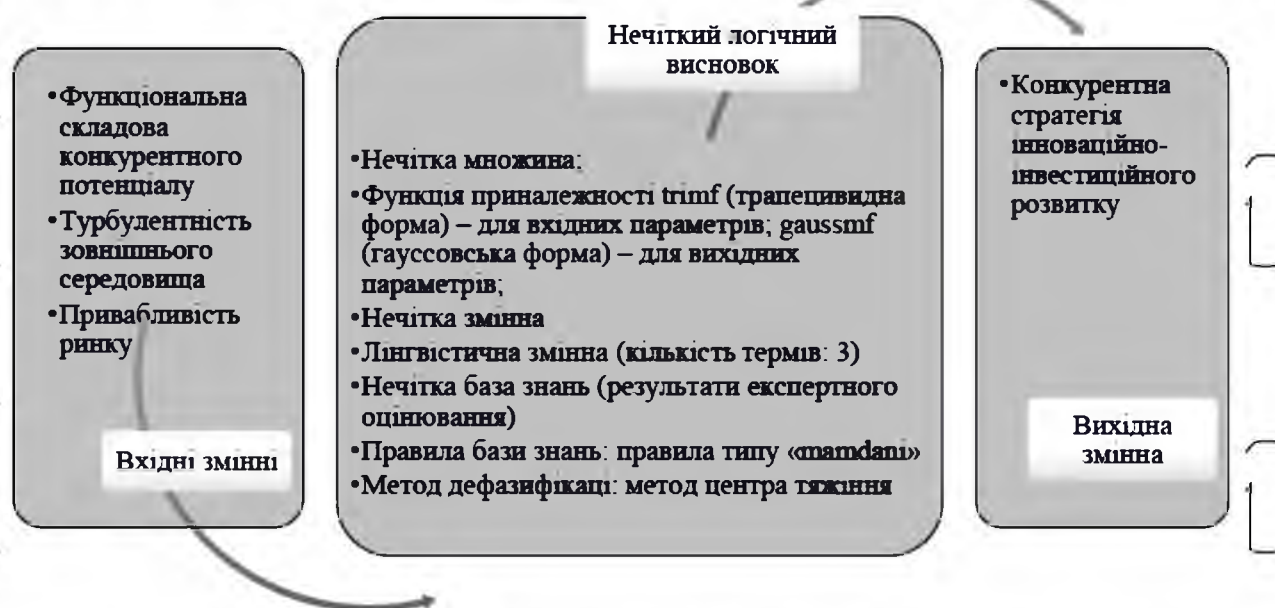 •Функціональна
складова
конкурентного
потенціалу
•Турбулентність
зовнішнього
середовища
•Привабливість
ринку
Вхідні змінні
Нечіткий логічний
висновок
•Нечітка множина;
•Функція приналежності trimf (трапецивидна
форма) – для вхідних параметрів; gaussmf
(гауссовська форма) – для вихідних
параметрів;
•Нечітка змінна
•Лінгвістична змінна (кількість термів: 3)
•Нечітка база знань (результати експертного
оцінювання)
•Правила бази знань: правила типу «mamdani»
•Метод дефазифікаці: метод центра тяжіння
•Конкурентна
стратегія
інноваційно-
інвестиційного
розвитку
Вихідна
змінна